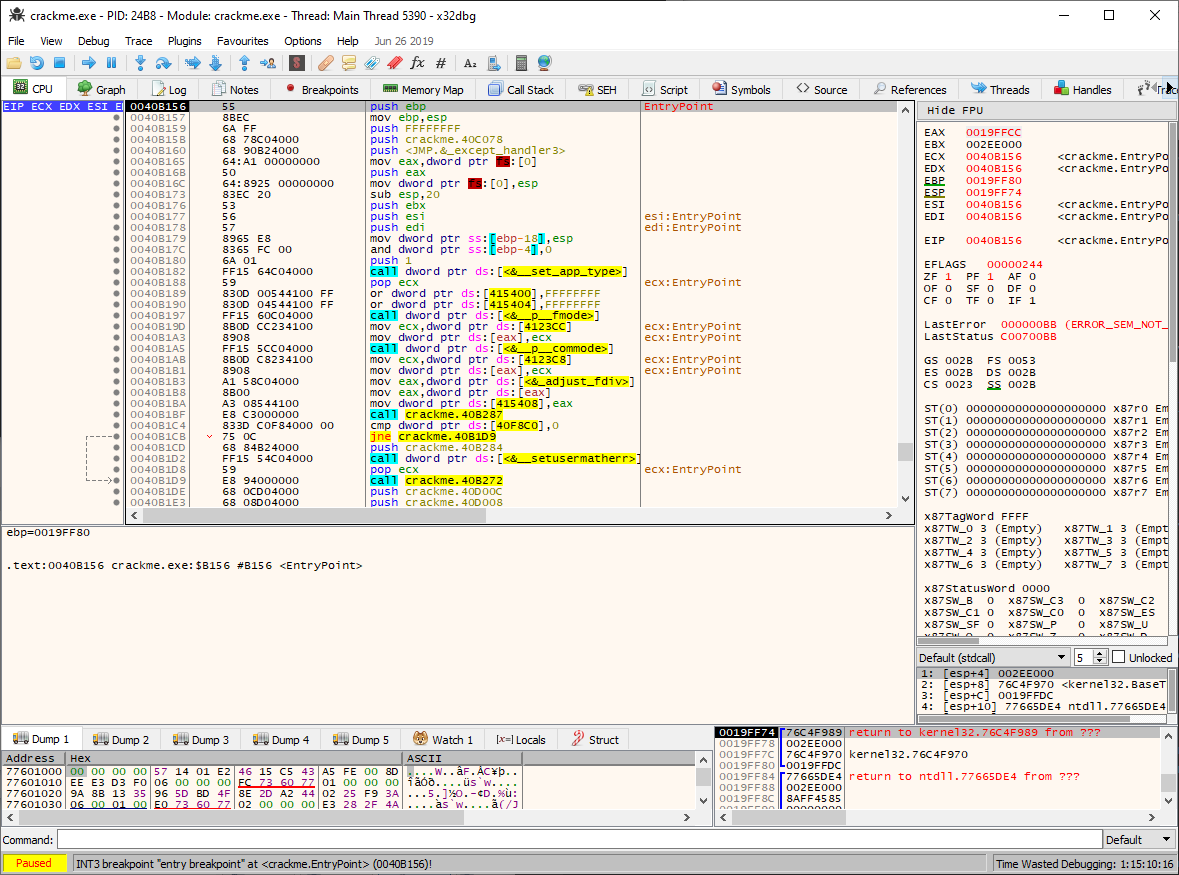 crackme.exe - PID: 24B8 - Module: crackme.exe - Thread: Main Thread 5390 - x32dbg
File View Debug Trace Plugins Favourites Options Help Jun 26 2019
CPU Graph Log Notes Breakpoints Memory Map Call Stack SEH Script Symbols Source References Threads Handles
EIP ECX EDX ESI
0040B156 55 push ebp EntryPoint
0040B157 8BEC mov ebp,esp
0040B159 6A FF push FFFFFFFF
0040B15B 68 78C04000 push crackme.40C078
0040B160 68 90B24000 push <JMP.&_except_handler3>
0040B165 64:A1 00000000 mov eax,dword ptr fs:[0]
0040B16B 50 push eax
0040B16C 64:8925 00000000 mov dword ptr fs:[0],esp
0040B173 83EC 20 sub esp,20
0040B176 53 push ebx
0040B177 56 push esi esi:EntryPoint
0040B178 57 push edi edi:EntryPoint
0040B179 8965 E8 mov dword ptr ss:[ebp-18],esp
0040B17C 8365 FC 00 and dword ptr ss:[ebp-4],0
0040B180 6A 01 push 1
0040B182 FF15 64C04000 call dword ptr ds:[<&__set_app_type>]
0040B188 59 pop ecx ecx:EntryPoint
0040B189 830D 00544100 FF or dword ptr ds:[415400],FFFFFFFF
0040B190 830D 04544100 FF or dword ptr ds:[415404],FFFFFFFF
0040B197 FF15 60C04000 call dword ptr ds:[<&__p__fmode>]
0040B19D 8B0D CC234100 mov ecx,dword ptr ds:[4123CC] ecx:EntryPoint
0040B1A3 8908 mov dword ptr ds:[eax],ecx ecx:EntryPoint
0040B1A5 FF15 5CC04000 call dword ptr ds:[<&__p__commode>]
0040B1AB 8B0D C8234100 mov ecx,dword ptr ds:[4123C8] ecx:EntryPoint
0040B1B1 8908 mov dword ptr ds:[eax],ecx ecx:EntryPoint
0040B1B3 A1 58C04000 mov eax,dword ptr ds:[<&_adjust_fdiv>]
0040B1B8 8B00 mov eax,dword ptr ds:[eax]
0040B1BA A3 08544100 mov dword ptr ds:[415408],eax
0040B1BF E8 C3000000 call crackme.40B287
0040B1C4 833D C0F84000 00 cmp dword ptr ds:[40F8C0],0
0040B1CB 75 0C jne crackme.40B1D9
0040B1CD 68 84B24000 push crackme.40B284
0040B1D2 FF15 54C04000 call dword ptr ds:[<&__setusermatherr>]
0040B1D8 59 pop ecx ecx:EntryPoint
0040B1D9 E8 94000000 call crackme.40B272
0040B1DE 68 0CD04000 push crackme.40D00C
0040B1E3 68 08D04000 push crackme.40D008
ebp=0019FF80
.text:0040B156 crackme.exe:$B156 #B156 <EntryPoint>
Hide FPU
EAX 0019FFCC
EBX 002EE000
ECX 0040B156 <crackme.EntryPo
EDX 0040B156 <crackme.EntryPo
EBP 0019FF80
ESP 0019FF74
ESI 0040B156 <crackme.EntryPo
EDI 0040B156 <crackme.EntryPo
EIP 0040B156 <crackme.EntryPo
EFLAGS 00000244
ZF 1 PF 1 AF 0
OF 0 SF 0 DF 0
CF 0 TF 0 IF 1
LastError 000000BB (ERROR_SEM_NOT_
LastStatus C00700BB
GS 002B FS 0053
ES 002B DS 002B
CS 0023 SS 002B
ST(0) 00000000000000000000 x87r0 Em
ST(1) 00000000000000000000 x87r1 Em
ST(2) 00000000000000000000 x87r2 Em
ST(3) 00000000000000000000 x87r3 Em
ST(4) 00000000000000000000 x87r4 Em
ST(5) 00000000000000000000 x87r5 Em
ST(6) 00000000000000000000 x87r6 Em
ST(7) 00000000000000000000 x87r7 Em
x87TagWord FFFF
x87TW_0 3 (Empty) x87TW_1 3 (Empt
x87TW_2 3 (Empty) x87TW_3 3 (Empt
x87TW_4 3 (Empty) x87TW_5 3 (Empt
x87TW_6 3 (Empty) x87TW_7 3 (Empt
x87StatusWord 0000
x87SW_B 0 x87SW_C3 0 x87SW_C2
x87SW_C1 0 x87SW_C0 0 x87SW_ES
x87SW_SF 0 x87SW_P 0 x87SW_U
Default (stdcall) 5 Unlocked
1: [esp+4] 002EE000
2: [esp+8] 76C4F970 <kernel32.BaseT
3: [esp+C] 0019FFDC
4: [esp+10] 77665DE4 ntdll.77665DE4
Dump 1 Dump 2 Dump 3 Dump 4 Dump 5 Watch 1 [x=] Locals Struct
Address Hex ASCII
77601000 00 00 00 00 57 14 01 E2 46 15 C5 43 A5 FE 00 8D ....W..âF.ÅC¥þ..
77601010 EE E3 D3 F0 06 00 00 00 FC 73 60 77 01 00 00 00 îãÓð....üs`w....
77601020 9A 8B 13 35 96 5D BD 4F 8E 2D A2 44 02 25 F9 3A ...5.]½O.-¢D.%ù:
77601030 06 00 01 00 E0 73 60 77 02 00 00 00 E3 28 2F 4A ....às`w....ã(/J
0019FF74 76C4F989 return to kernel32.76C4F989 from ???
0019FF78 002EE000
0019FF7C 76C4F970 kernel32.76C4F970
0019FF80 0019FFDC
0019FF84 77665DE4 return to ntdll.77665DE4 from ???
0019FF88 002EE000
0019FF8C 8AFF4585
Command: Default
Paused INT3 breakpoint "entry breakpoint" at <crackme.EntryPoint> (0040B156)! Time Wasted Debugging: 1:15:10:16